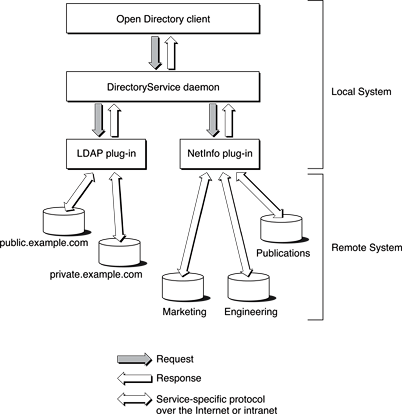 Open Directory client
DirectoryService daemon
Local System
LDAP plug-in
NetInfo plug-in
public.example.com
private.example.com
Publications
Remote System
Marketing
Engineering
Request
Response
Service-specific protocol
over the Internet or intranet